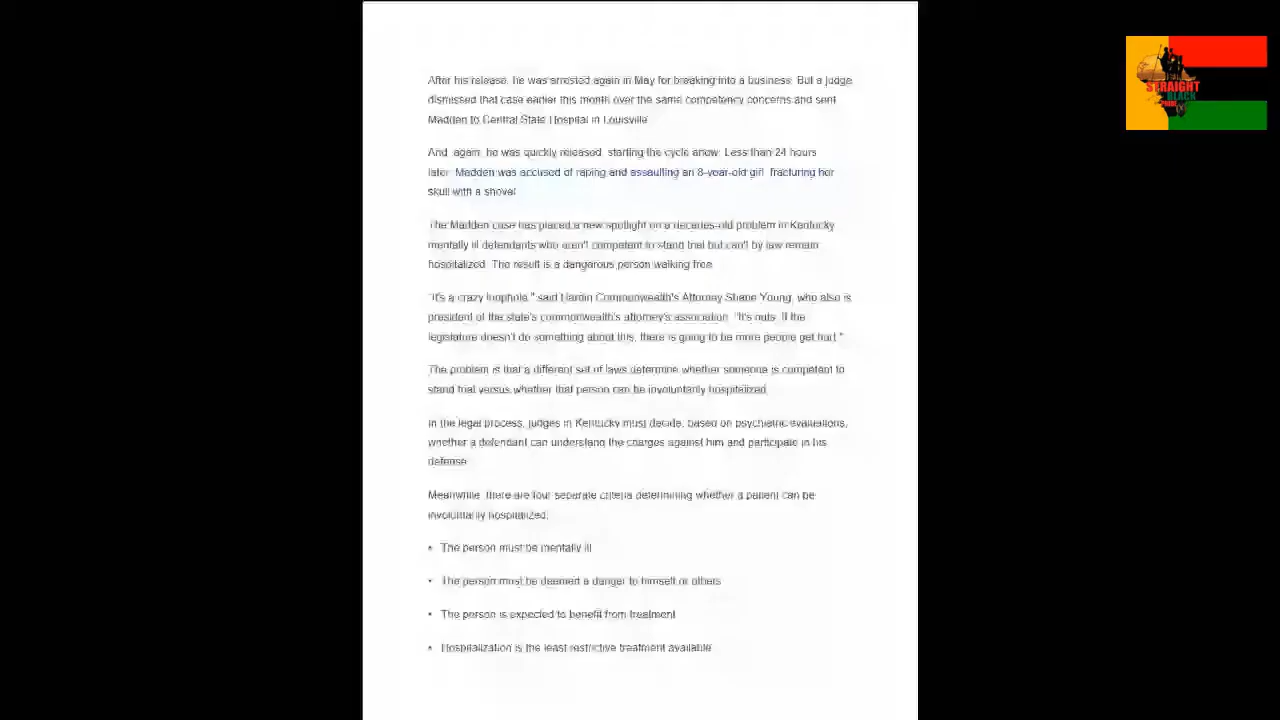 After his release, he was arrested again in May for breaking into a business. But a judge
dismissed that case earlier this month over the same competency concerns and sent
Madden to Central State Hospital in Louisville.
And, again, he was quickly released, starting the cycle anew. Less than 24 hours
later, Madden was accused of raping and assaulting an 8-year-old girl, fracturing her
skull with a shovel.
The Madden case has placed a new spotlight on a decades-old problem in Kentucky:
mentally ill defendants who aren't competent to stand trial but can't by law remain
hospitalized. The result is a dangerous person walking free.
"It's a crazy loophole," said Hardin Commonwealth's Attorney Shane Young, who also is
president of the state's commonwealth's attorney's association. "It's nuts. If the
legislature doesn't do something about this, there is going to be more people get hurt."
The problem is that a different set of laws determine whether someone is competent to
stand trial versus whether that person can be involuntarily hospitalized.
In the legal process, judges in Kentucky must decide, based on psychiatric evaluations,
whether a defendant can understand the charges against him and participate in his
defense.
Meanwhile, there are four separate criteria determining whether a patient can be
involuntarily hospitalized:
• The person must be mentally ill
• The person must be deemed a danger to himself or others
• The person is expected to benefit from treatment
• Hospitalization is the least restrictive treatment available
STRAIGHT
BLACK
PRIDE